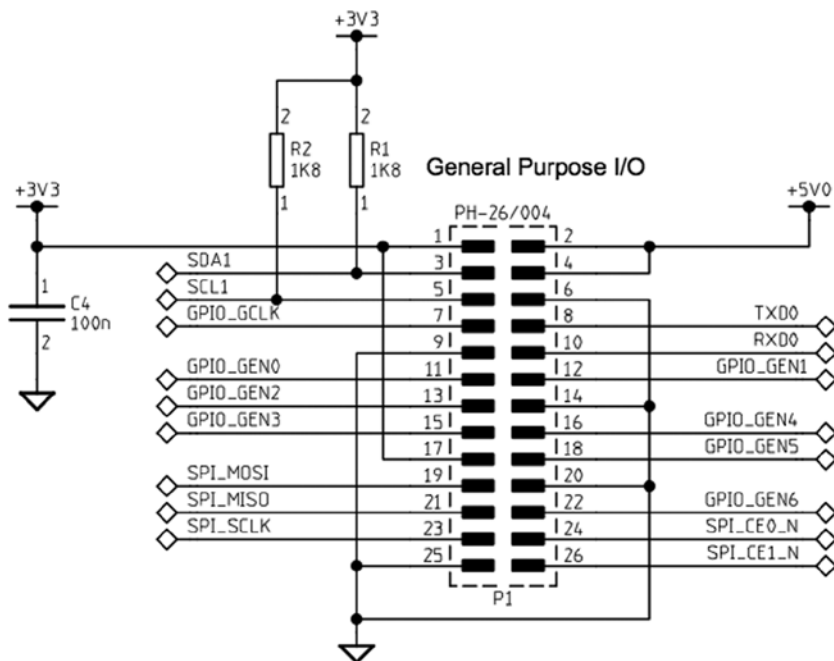 +3V3
2
2
R2
1K8
R1
1K8
1
1
General Purpose I/O
+3V3
+5V0
PH-26/004
1
2
SDA1
3
4
SCL1
5
6
GPIO_GCLK
7
8
TXD0
9
10
RXD0
GPIO_GEN0
11
12
GPIO_GEN1
GPIO_GEN2
13
14
GPIO_GEN3
15
16
GPIO_GEN4
17
18
GPIO_GEN5
SPI_MOSI
19
20
SPI_MISO
21
22
GPIO_GEN6
SPI_SCLK
23
24
SPI_CE0_N
25
26
SPI_CE1_N
P1
1
C4
100n
2